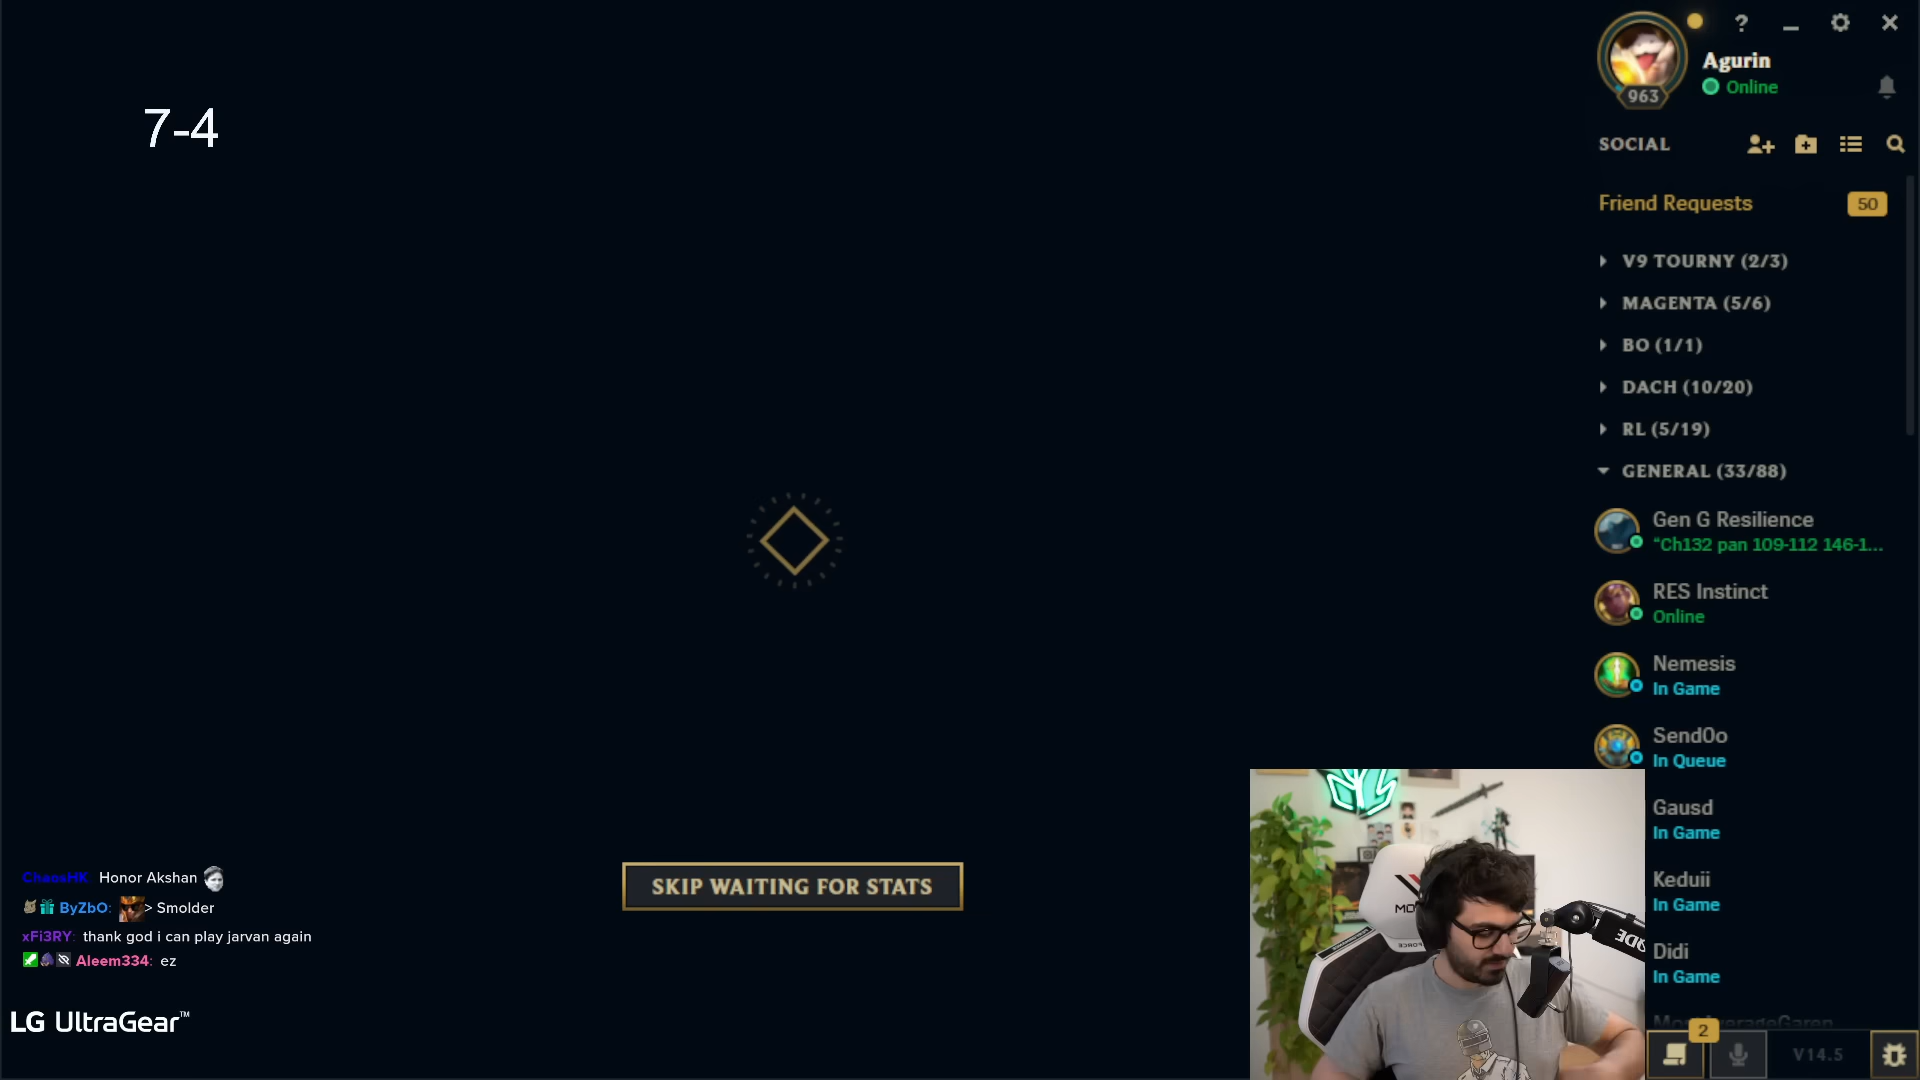 7-4
Agurin
Online
963
SOCIAL
Friend Requests
50
V9 TOURNY (2/3)
MAGENTA (5/6)
BO (1/1)
DACH (10/20)
RL (5/19)
GENERAL (33/88)
Gen G Resilience
"Ch132 pan 109-112 146-1...
RES Instinct
Online
Nemesis
In Game
Send0o
In Queue
Gausd
In Game
Keduii
In Game
Didi
In Game
2
V14.5
SKIP WAITING FOR STATS
ChaosHK: Honor Akshan
ByZbO: > Smolder
xFi3RY: thank god i can play jarvan again
Aleem334: ez
LG UltraGear™